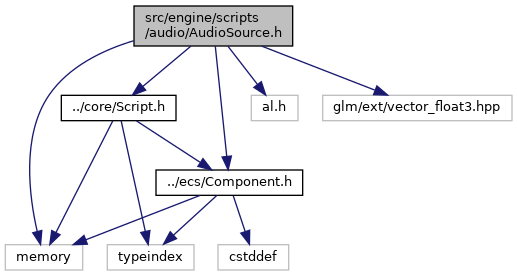 src/engine/scripts
/audio/AudioSource.h
../core/Script.h
al.h
glm/ext/vector_float3.hpp
../ecs/Component.h
memory
typeindex
cstddef